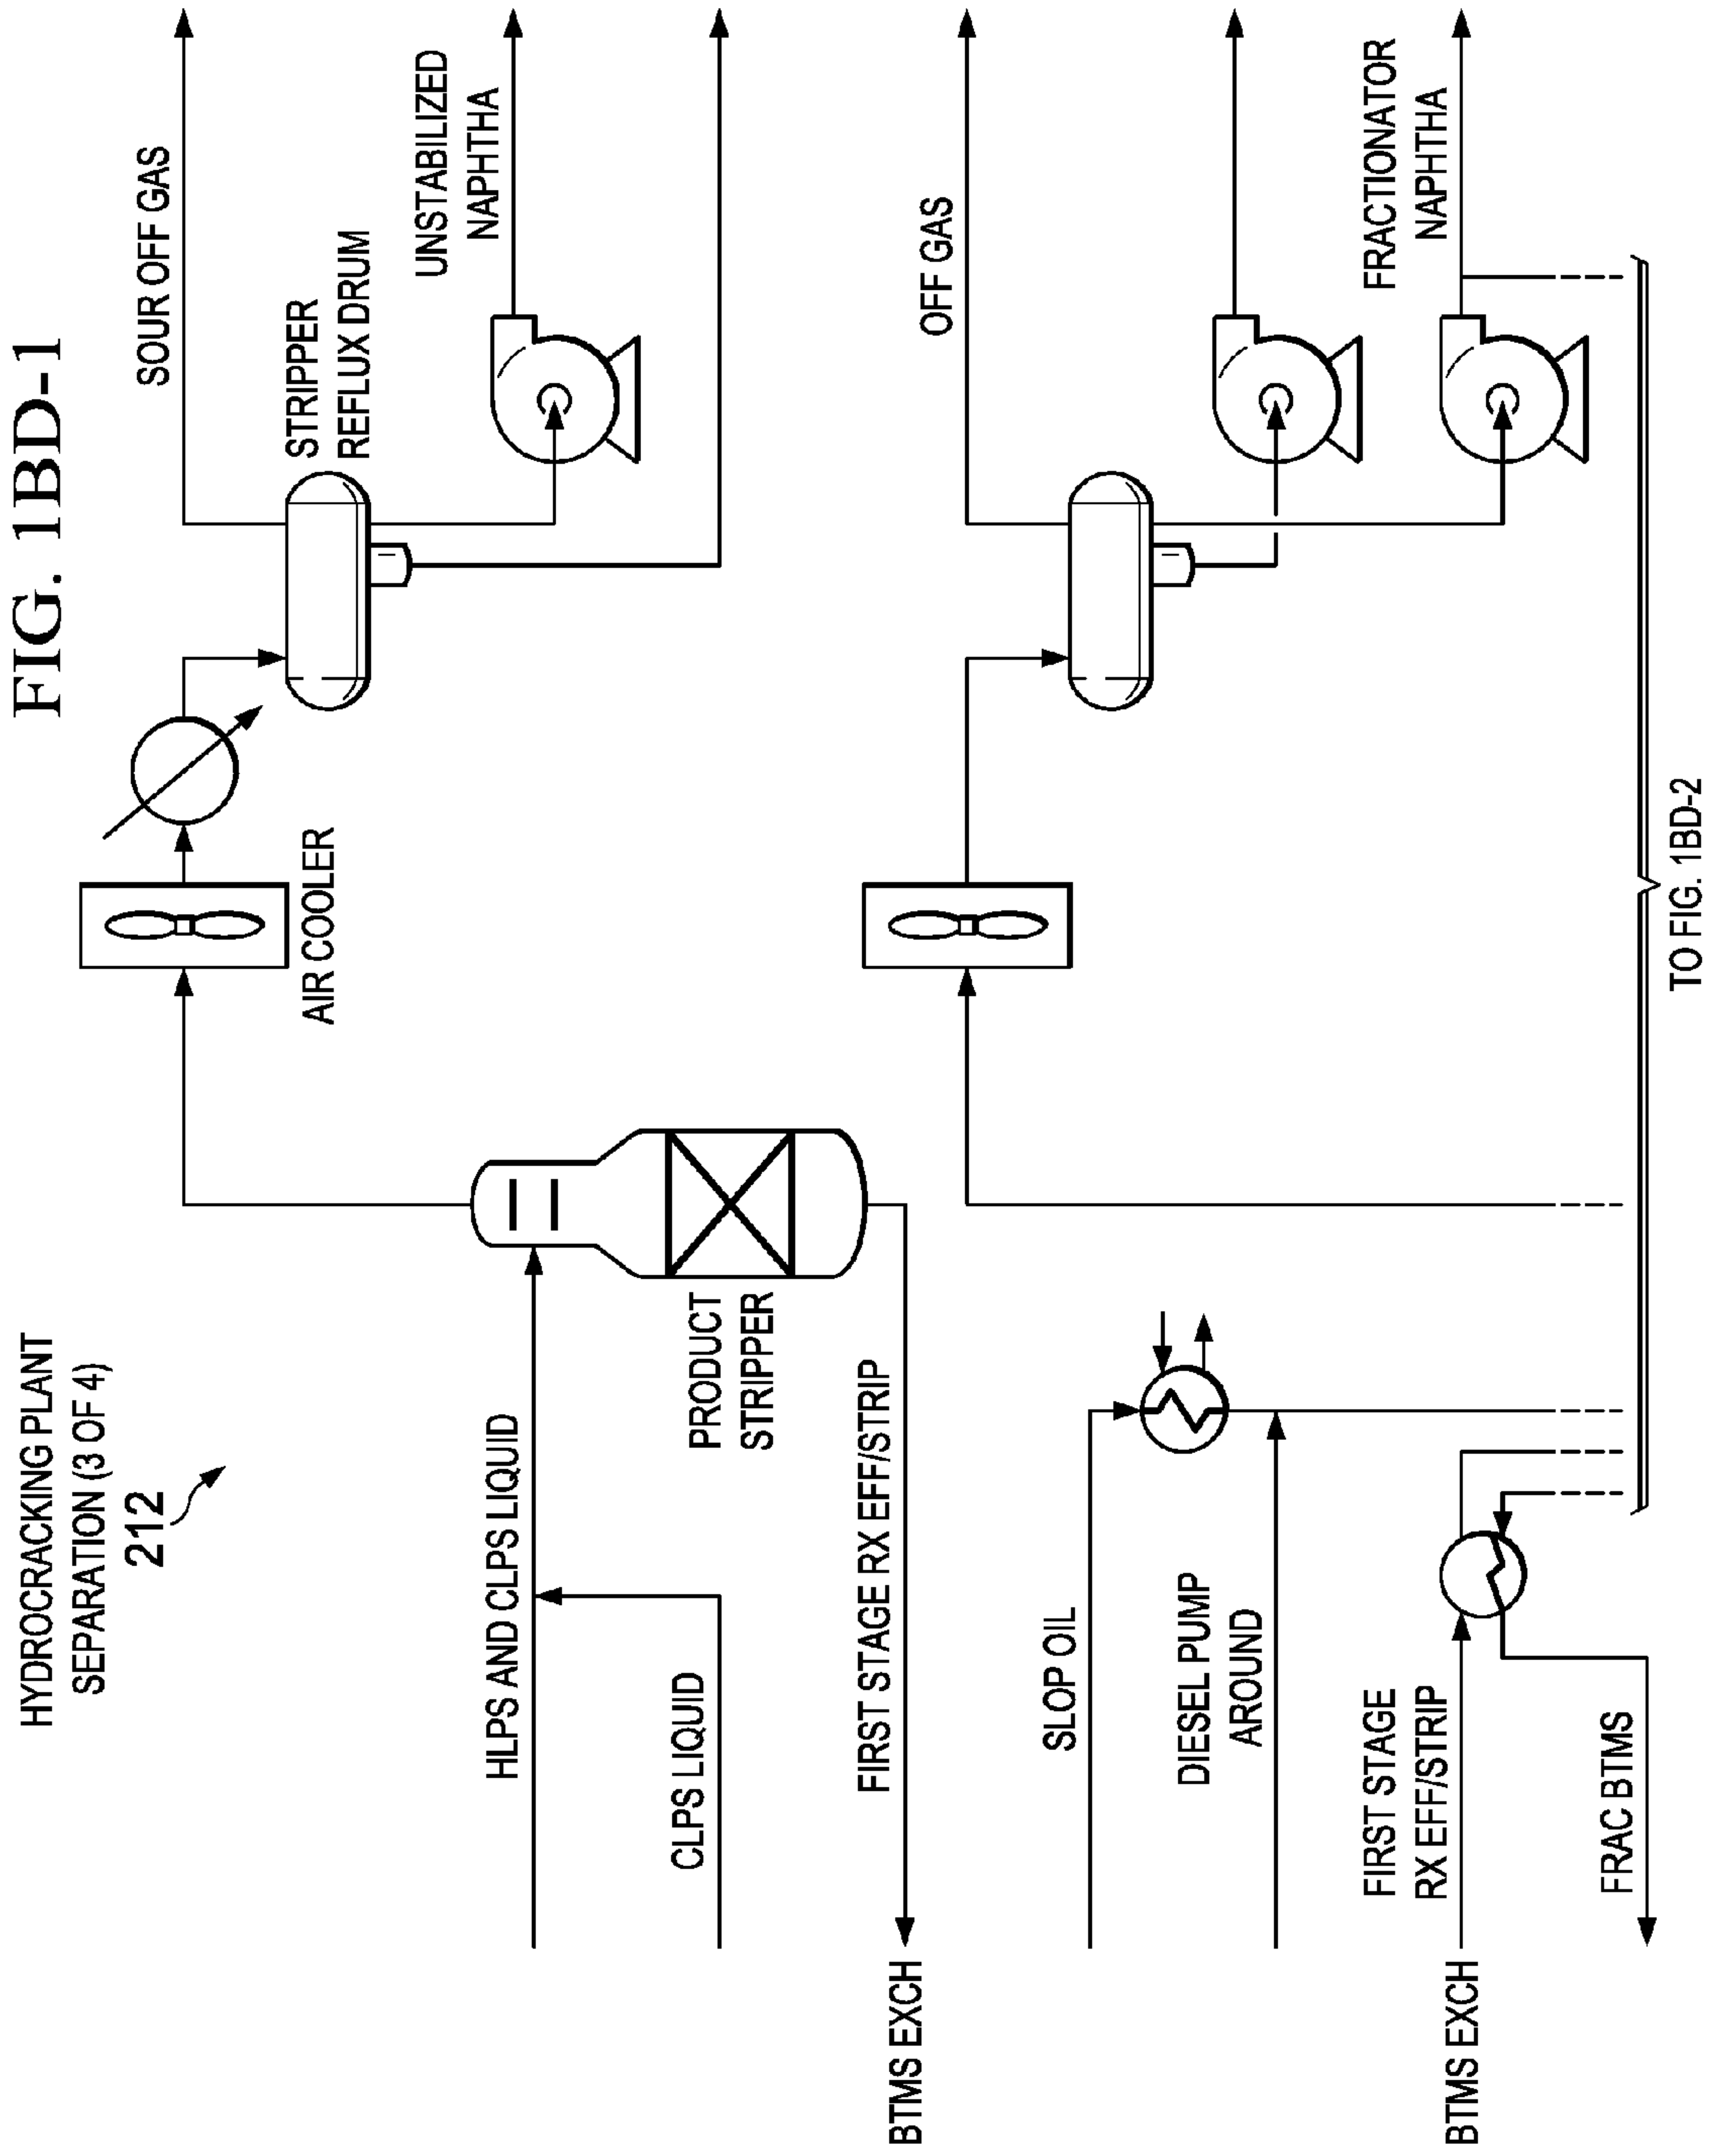 FIG. 1BD-1
HYDROCRACKING PLANT
SEPARATION (3 OF 4)
212
SOUR OFF GAS
AIR COOLER
STRIPPER
REFLUX DRUM
UNSTABILIZED
NAPHTHA
HLPS AND CLPS LIQUID
CLPS LIQUID
PRODUCT
STRIPPER
FIRST STAGE RX EFF/STRIP
BTMS EXCH
OFF GAS
SLOP OIL
DIESEL PUMP
AROUND
FRACTIONATOR
NAPHTHA
FIRST STAGE
RX EFF/STRIP
BTMS EXCH
FRAC BTMS
TO FIG. 1BD-2